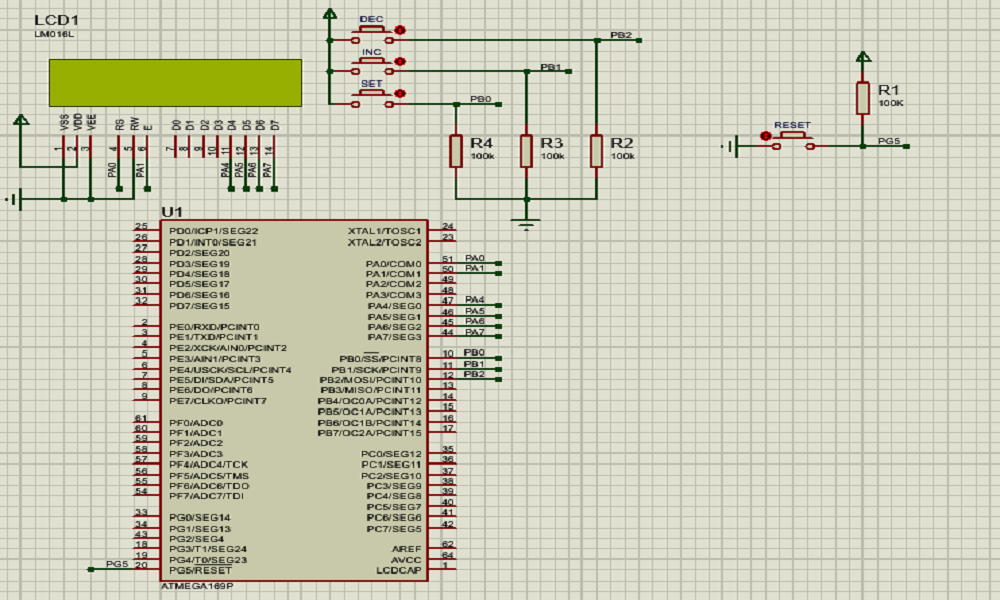 LCD1
LM016L
VSS VDD VEE RS RW E D0 D1 D2 D3 D4 D5 D6 D7
1 2 3 4 5 6 7 8 9 10 11 12 13 14
PA0 PA1 PA4 PA5 PA6 PA7
DEC
PB2
INC
PB1
SET
PB0
R4
100k
R3
100k
R2
100k
R1
100K
RESET
PG5
U1
25 PD0/ICP1/SEG22
26 PD1/INT0/SEG21
27 PD2/SEG20
28 PD3/SEG19
29 PD4/SEG18
30 PD5/SEG17
31 PD6/SEG16
32 PD7/SEG15
2 PE0/RXD/PCINT0
3 PE1/TXD/PCINT1
4 PE2/XCK/AIN0/PCINT2
5 PE3/AIN1/PCINT3
6 PE4/USCK/SCL/PCINT4
7 PE5/DI/SDA/PCINT5
8 PE6/DO/PCINT6
9 PE7/CLKO/PCINT7
61 PF0/ADC0
60 PF1/ADC1
59 PF2/ADC2
58 PF3/ADC3
57 PF4/ADC4/TCK
56 PF5/ADC5/TMS
55 PF6/ADC6/TDO
54 PF7/ADC7/TDI
33 PG0/SEG14
34 PG1/SEG13
43 PG2/SEG4
18 PG3/T1/SEG24
19 PG4/T0/SEG23
PG5 20 PG5/RESET
XTAL1/TOSC1 24
XTAL2/TOSC2 23
PA0/COM0 51 PA0
PA1/COM1 50 PA1
PA2/COM2 49
PA3/COM3 48
PA4/SEG0 47 PA4
PA5/SEG1 46 PA5
PA6/SEG2 45 PA6
PA7/SEG3 44 PA7
PB0/SS/PCINT8 10 PB0
PB1/SCK/PCINT9 11 PB1
PB2/MOSI/PCINT10 12 PB2
PB3/MISO/PCINT11 13
PB4/OC0A/PCINT12 14
PB5/OC1A/PCINT13 15
PB6/OC1B/PCINT14 16
PB7/OC2A/PCINT15 17
PC0/SEG12 35
PC1/SEG11 36
PC2/SEG10 37
PC3/SEG9 38
PC4/SEG8 39
PC5/SEG7 40
PC6/SEG6 41
PC7/SEG5 42
AREF 62
AVCC 64
LCDCAP 1
ATMEGA169P